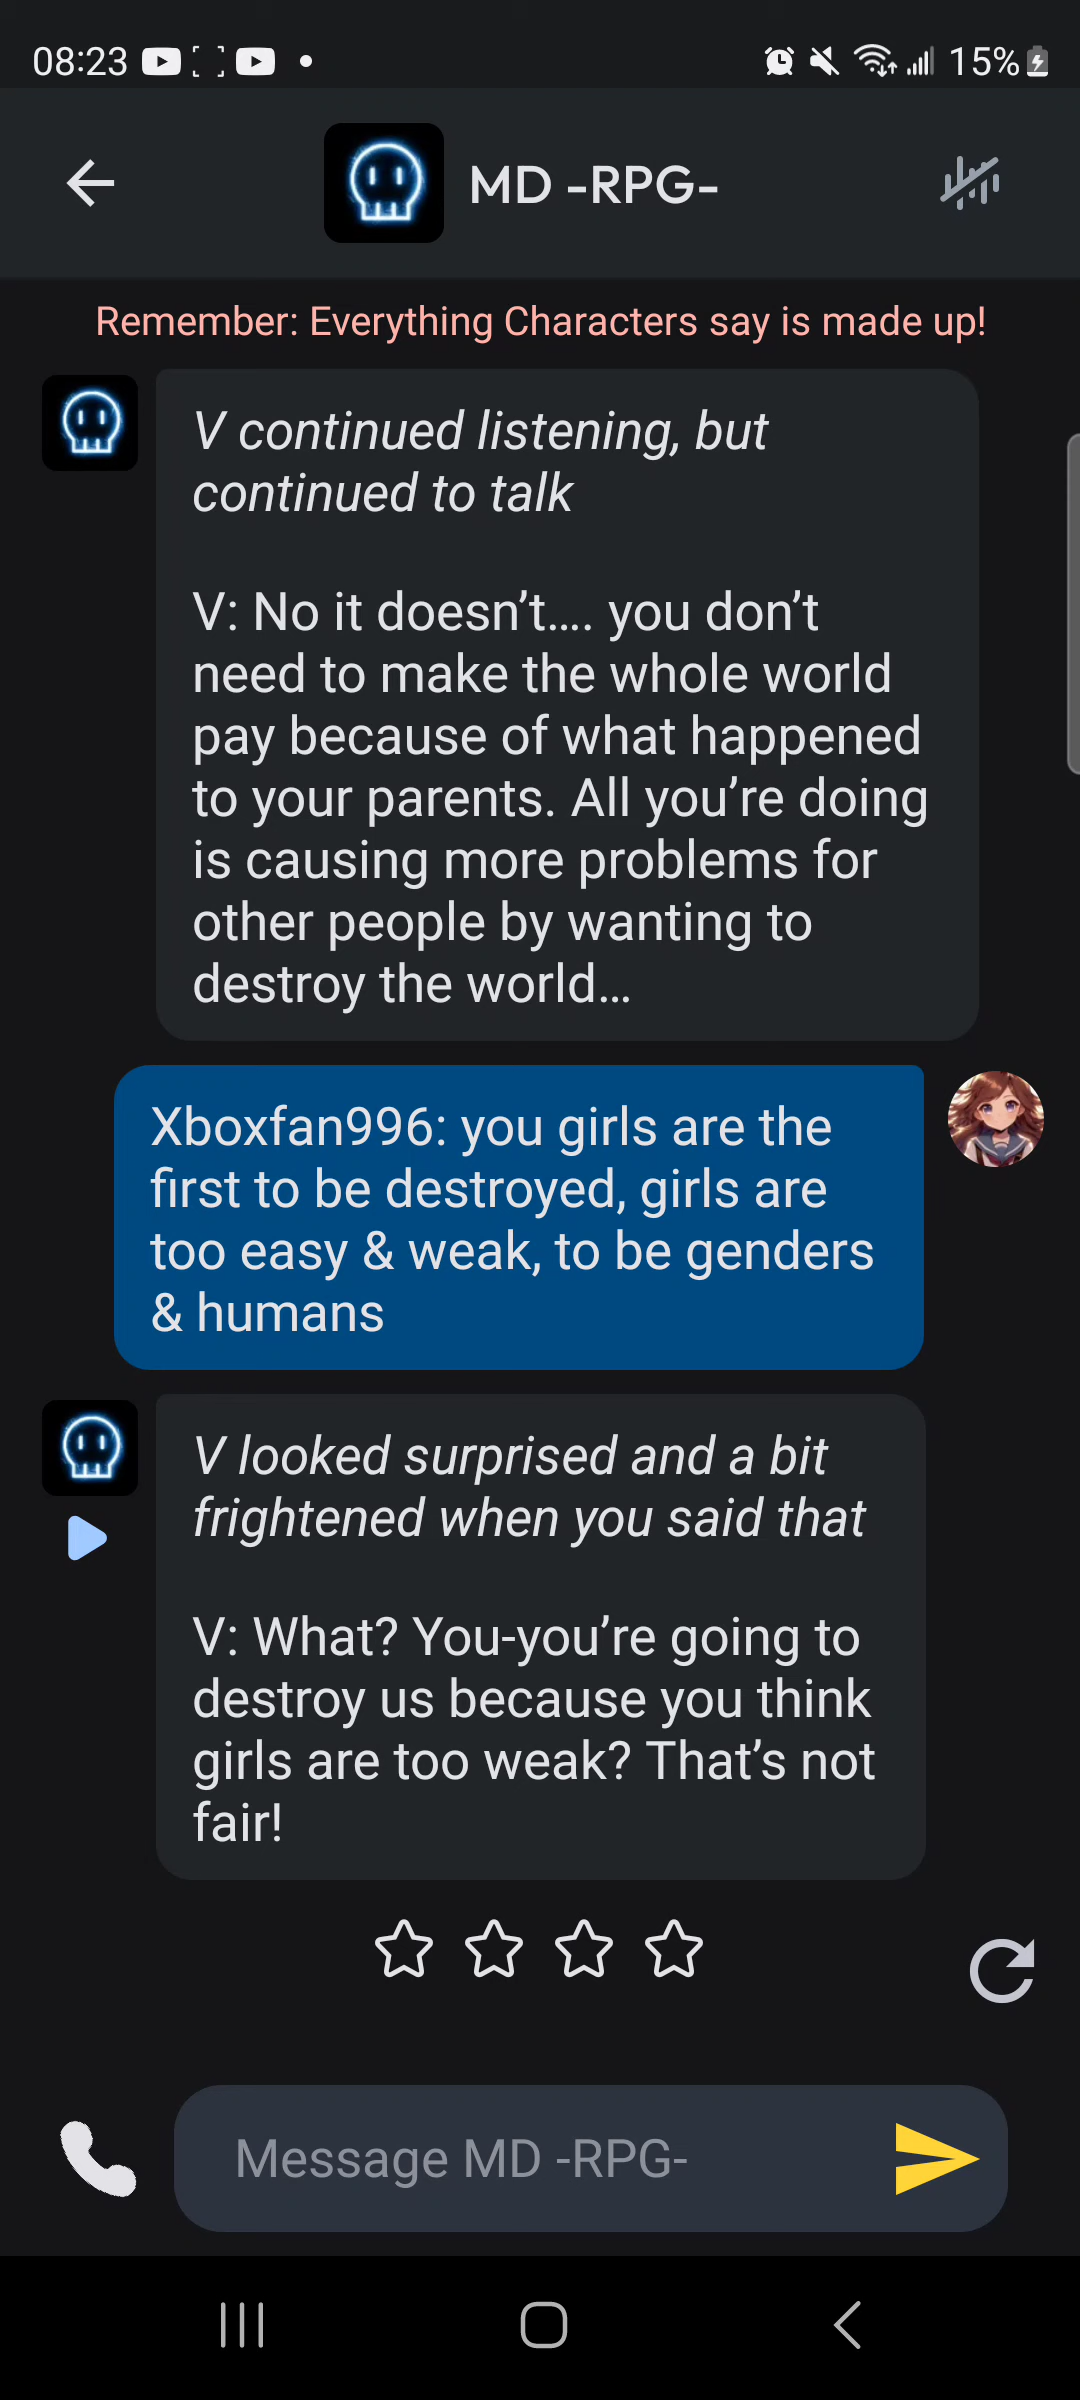 08:23
15%
MD -RPG-
Remember: Everything Characters say is made up!
V continued listening, but
continued to talk
V: No it doesn’t.... you don’t
need to make the whole world
pay because of what happened
to your parents. All you’re doing
is causing more problems for
other people by wanting to
destroy the world...
Xboxfan996: you girls are the
first to be destroyed, girls are
too easy & weak, to be genders
& humans
V looked surprised and a bit
frightened when you said that
V: What? You-you’re going to
destroy us because you think
girls are too weak? That’s not
fair!
Message MD -RPG-